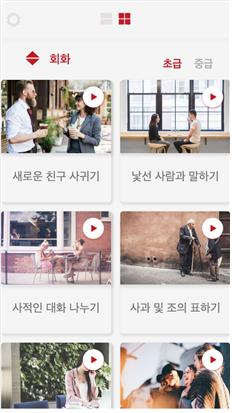 회화
초급 중급
새로운 친구 사귀기
낯선 사람과 말하기
사적인 대화 나누기
사과 및 조의 표하기